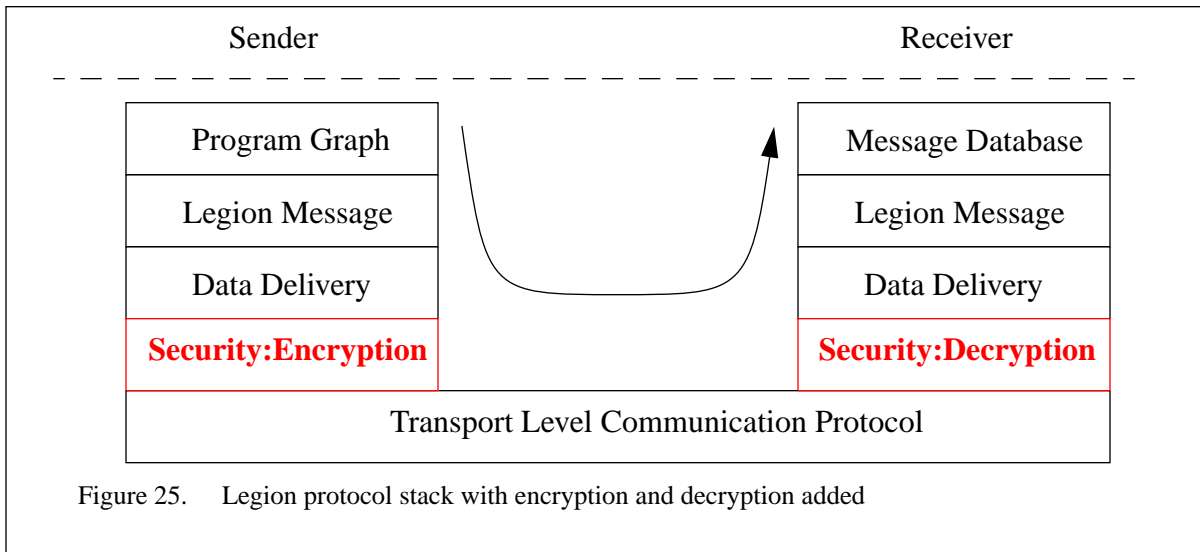 Sender
Receiver
Program Graph
Message Database
Legion Message
Legion Message
Data Delivery
Data Delivery
Security:Encryption
Security:Decryption
Transport Level Communication Protocol
Figure 25. Legion protocol stack with encryption and decryption added